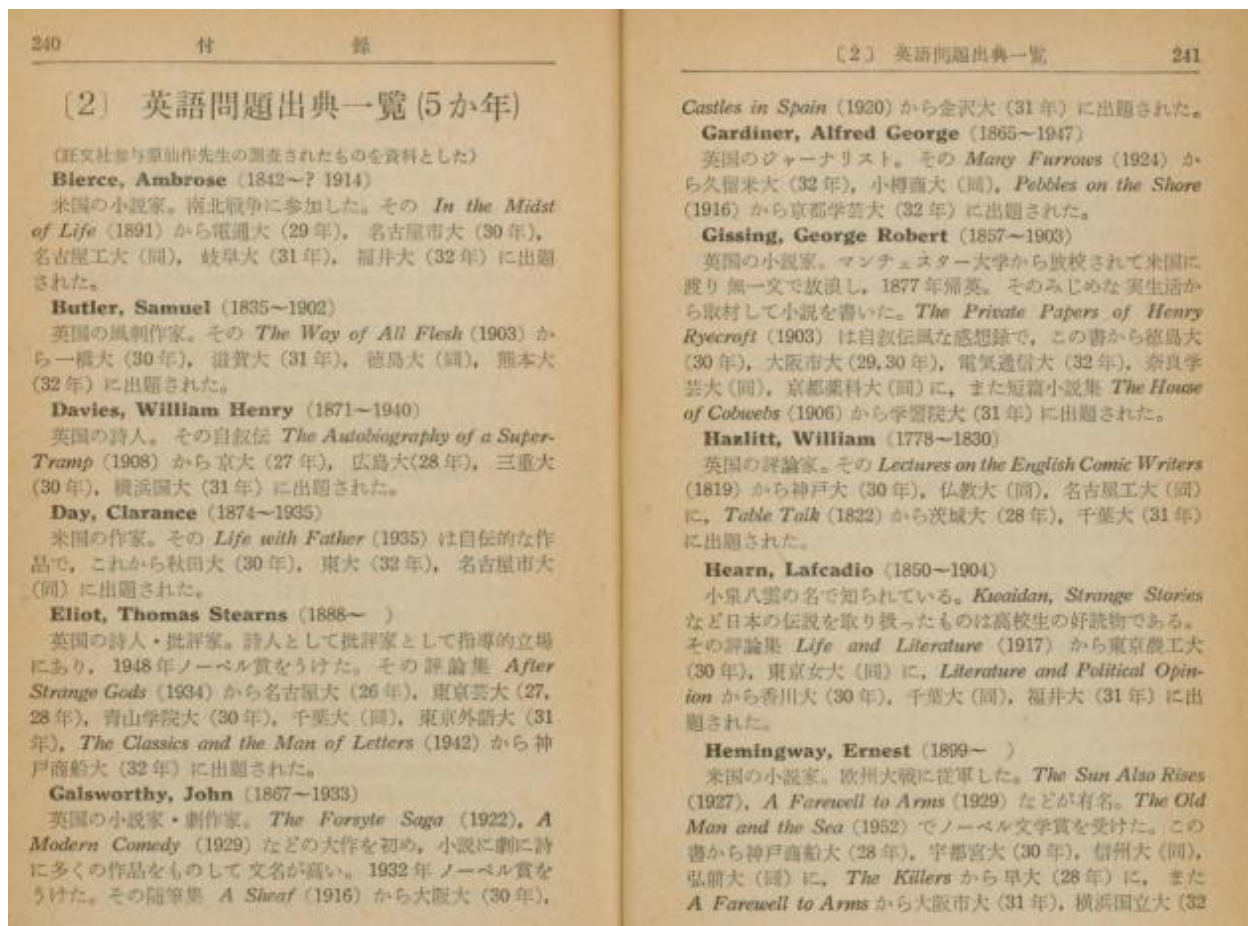 240 付 録
〔2〕 英語問題出典一覧(5か年)
(旺文社参与原仙作先生の調査されたものを資料とした)
Bierce, Ambrose (1842〜? 1914)
米国の小説家。南北戦争に参加した。その In the Midst
of Life (1891) から電通大 (29年), 名古屋市大 (30年),
名古屋工大 (同), 岐阜大 (31年), 福井大 (32年) に出題
された。
Butler, Samuel (1835〜1902)
英国の風刺作家。その The Way of All Flesh (1903) か
ら一橋大 (30年), 滋賀大 (31年), 徳島大 (同), 熊本大
(32年) に出題された。
Davies, William Henry (1871〜1940)
英国の詩人。その自叙伝 The Autobiography of a Super-
Tramp (1908) から京大 (27年), 広島大(28年), 三重大
(30年), 横浜国大 (31年) に出題された。
Day, Clarance (1874〜1935)
米国の作家。その Life with Father (1935) は自伝的な作
品で, これから秋田大 (30年), 東大 (32年), 名古屋市大
(同) に出題された。
Eliot, Thomas Stearns (1888〜 )
英国の詩人・批評家。詩人として批評家として指導的立場
にあり, 1948年ノーベル賞をうけた。その評論集 After
Strange Gods (1934) から名古屋大 (26年), 東京芸大 (27,
28年), 青山学院大 (30年), 千葉大 (同), 東京外語大 (31
年), The Classics and the Man of Letters (1942) から神
戸商船大 (32年) に出題された。
Galsworthy, John (1867〜1933)
英国の小説家・劇作家。The Forsyte Saga (1922), A
Modern Comedy (1929) などの大作を初め, 小説に劇に詩
に多くの作品をものして文名が高い。1932年ノーベル賞を
うけた。その随筆集 A Sheaf (1916) から大阪大 (30年),
〔2〕 英語問題出典一覧 241
Castles in Spain (1920) から金沢大 (31年) に出題された。
Gardiner, Alfred George (1865〜1947)
英国のジャーナリスト。その Many Furrows (1924) か
ら久留米大 (32年), 小樽商大 (同), Pebbles on the Shore
(1916) から京都学芸大 (32年) に出題された。
Gissing, George Robert (1857〜1903)
英国の小説家。マンチェスター大学から放校されて米国に
渡り無一文で放浪し, 1877年帰英。そのみじめな実生活か
ら取材して小説を書いた。The Private Papers of Henry
Ryecroft (1903) は自叙伝風な感想録で, この書から徳島大
(30年), 大阪市大 (29,30年), 電気通信大 (32年), 奈良学
芸大 (同), 京都薬科大 (同) に, また短篇小説集 The House
of Cobwebs (1906) から学習院大 (31年) に出題された。
Hazlitt, William (1778〜1830)
英国の評論家。その Lectures on the English Comic Writers
(1819) から神戸大 (30年), 仏教大 (同), 名古屋工大 (同)
に, Table Talk (1822) から茨城大 (28年), 千葉大 (31年)
に出題された。
Hearn, Lafcadio (1850〜1904)
小泉八雲の名で知られている。Kwaidan, Strange Stories
など日本の伝説を取り扱ったものは高校生の好読物である。
その評論集 Life and Literature (1917) から東京農工大
(30年), 東京女大 (同) に, Literature and Political Opin-
ion から香川大 (30年), 千葉大 (同), 福井大 (31年) に出
題された。
Hemingway, Ernest (1899〜 )
米国の小説家。欧州大戦に従軍した。The Sun Also Rises
(1927), A Farewell to Arms (1929) などが有名。The Old
Man and the Sea (1952) でノーベル文学賞を受けた。この
書から神戸商船大 (28年), 宇都宮大 (30年), 信州大 (同),
弘前大 (同) に, The Killers から早大 (28年) に, また
A Farewell to Arms から大阪市大 (31年), 横浜国立大 (32